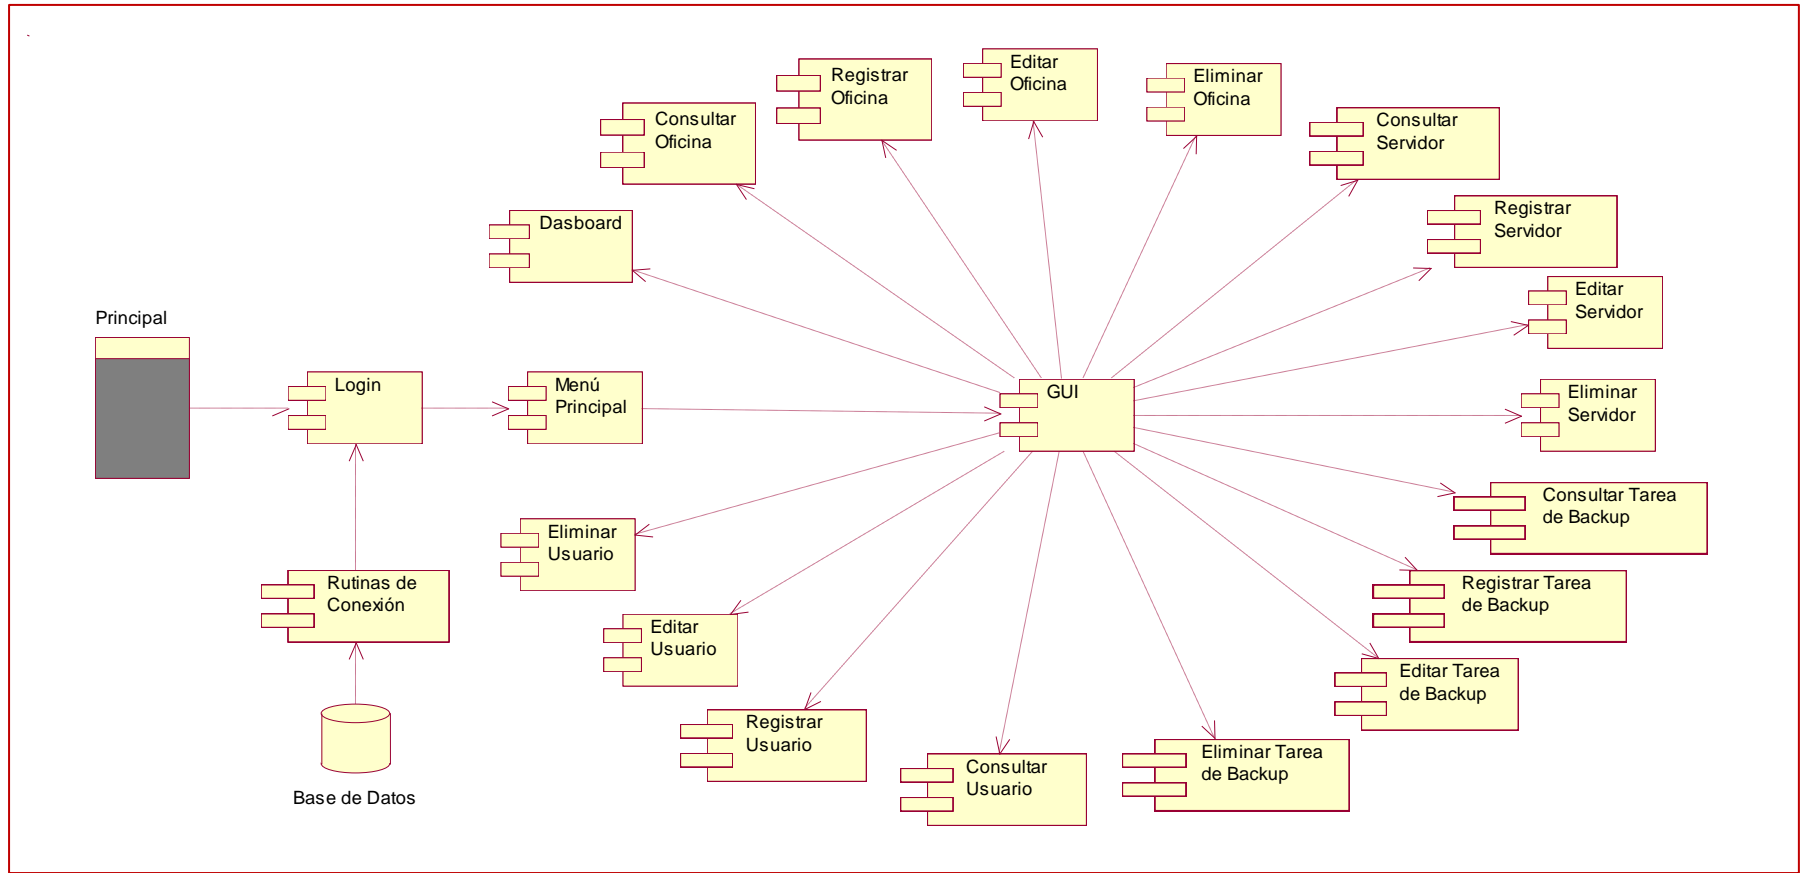 Editar
Oficina
Registrar
Oficina
Eliminar
Oficina
Consultar
Oficina
Consultar
Servidor
Dasboard
Registrar
Servidor
Editar
Servidor
Principal
Login
Menú
Principal
GUI
Eliminar
Servidor
Consultar Tarea
de Backup
Eliminar
Usuario
Rutinas de
Conexión
Registrar Tarea
de Backup
Editar
Usuario
Editar Tarea
de Backup
Registrar
Usuario
Eliminar Tarea
de Backup
Consultar
Usuario
Base de Datos